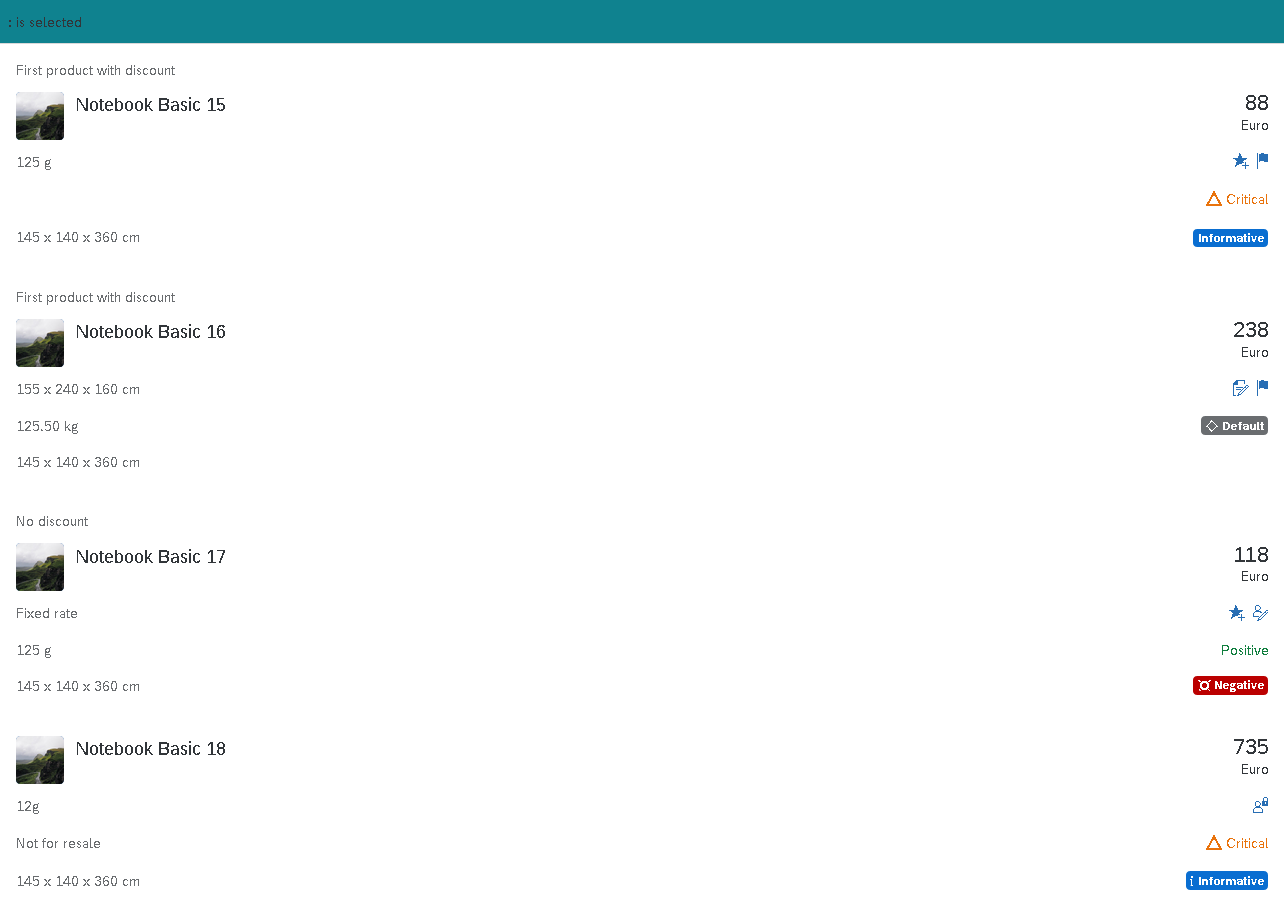 : is selected
First product with discount
Notebook Basic 15
88
Euro
125 g
Critical
145 x 140 x 360 cm
Informative
First product with discount
Notebook Basic 16
238
Euro
155 x 240 x 160 cm
125.50 kg
Default
145 x 140 x 360 cm
No discount
Notebook Basic 17
118
Euro
Fixed rate
125 g
Positive
145 x 140 x 360 cm
Negative
Notebook Basic 18
735
Euro
12g
Not for resale
Critical
145 x 140 x 360 cm
Informative